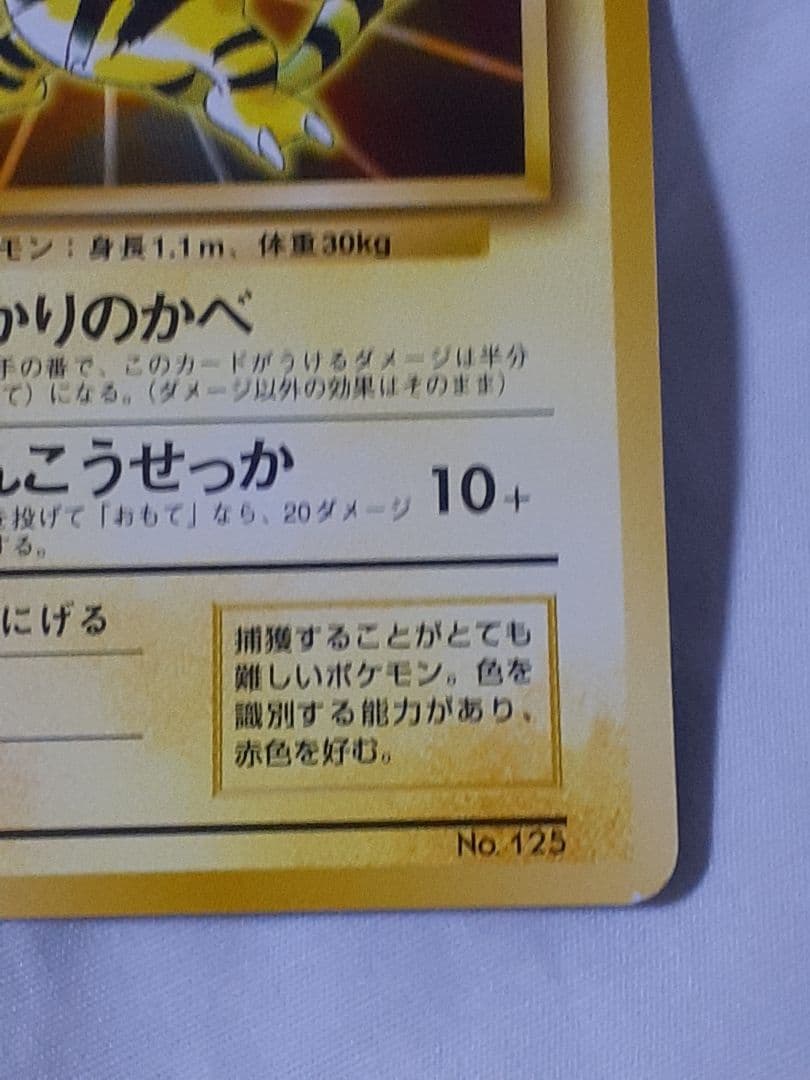 モン：身長1.1m、体重30kg
かりのかべ
手の番で、このカードがうけるダメージは半分
て）になる。（ダメージ以外の効果はそのまま）
んこうせっか
10+
を投げて「おもて」なら、20ダメージ
する。
にげる
捕獲することがとても
難しいポケモン。色を
識別する能力があり、
赤色を好む。
No. 125